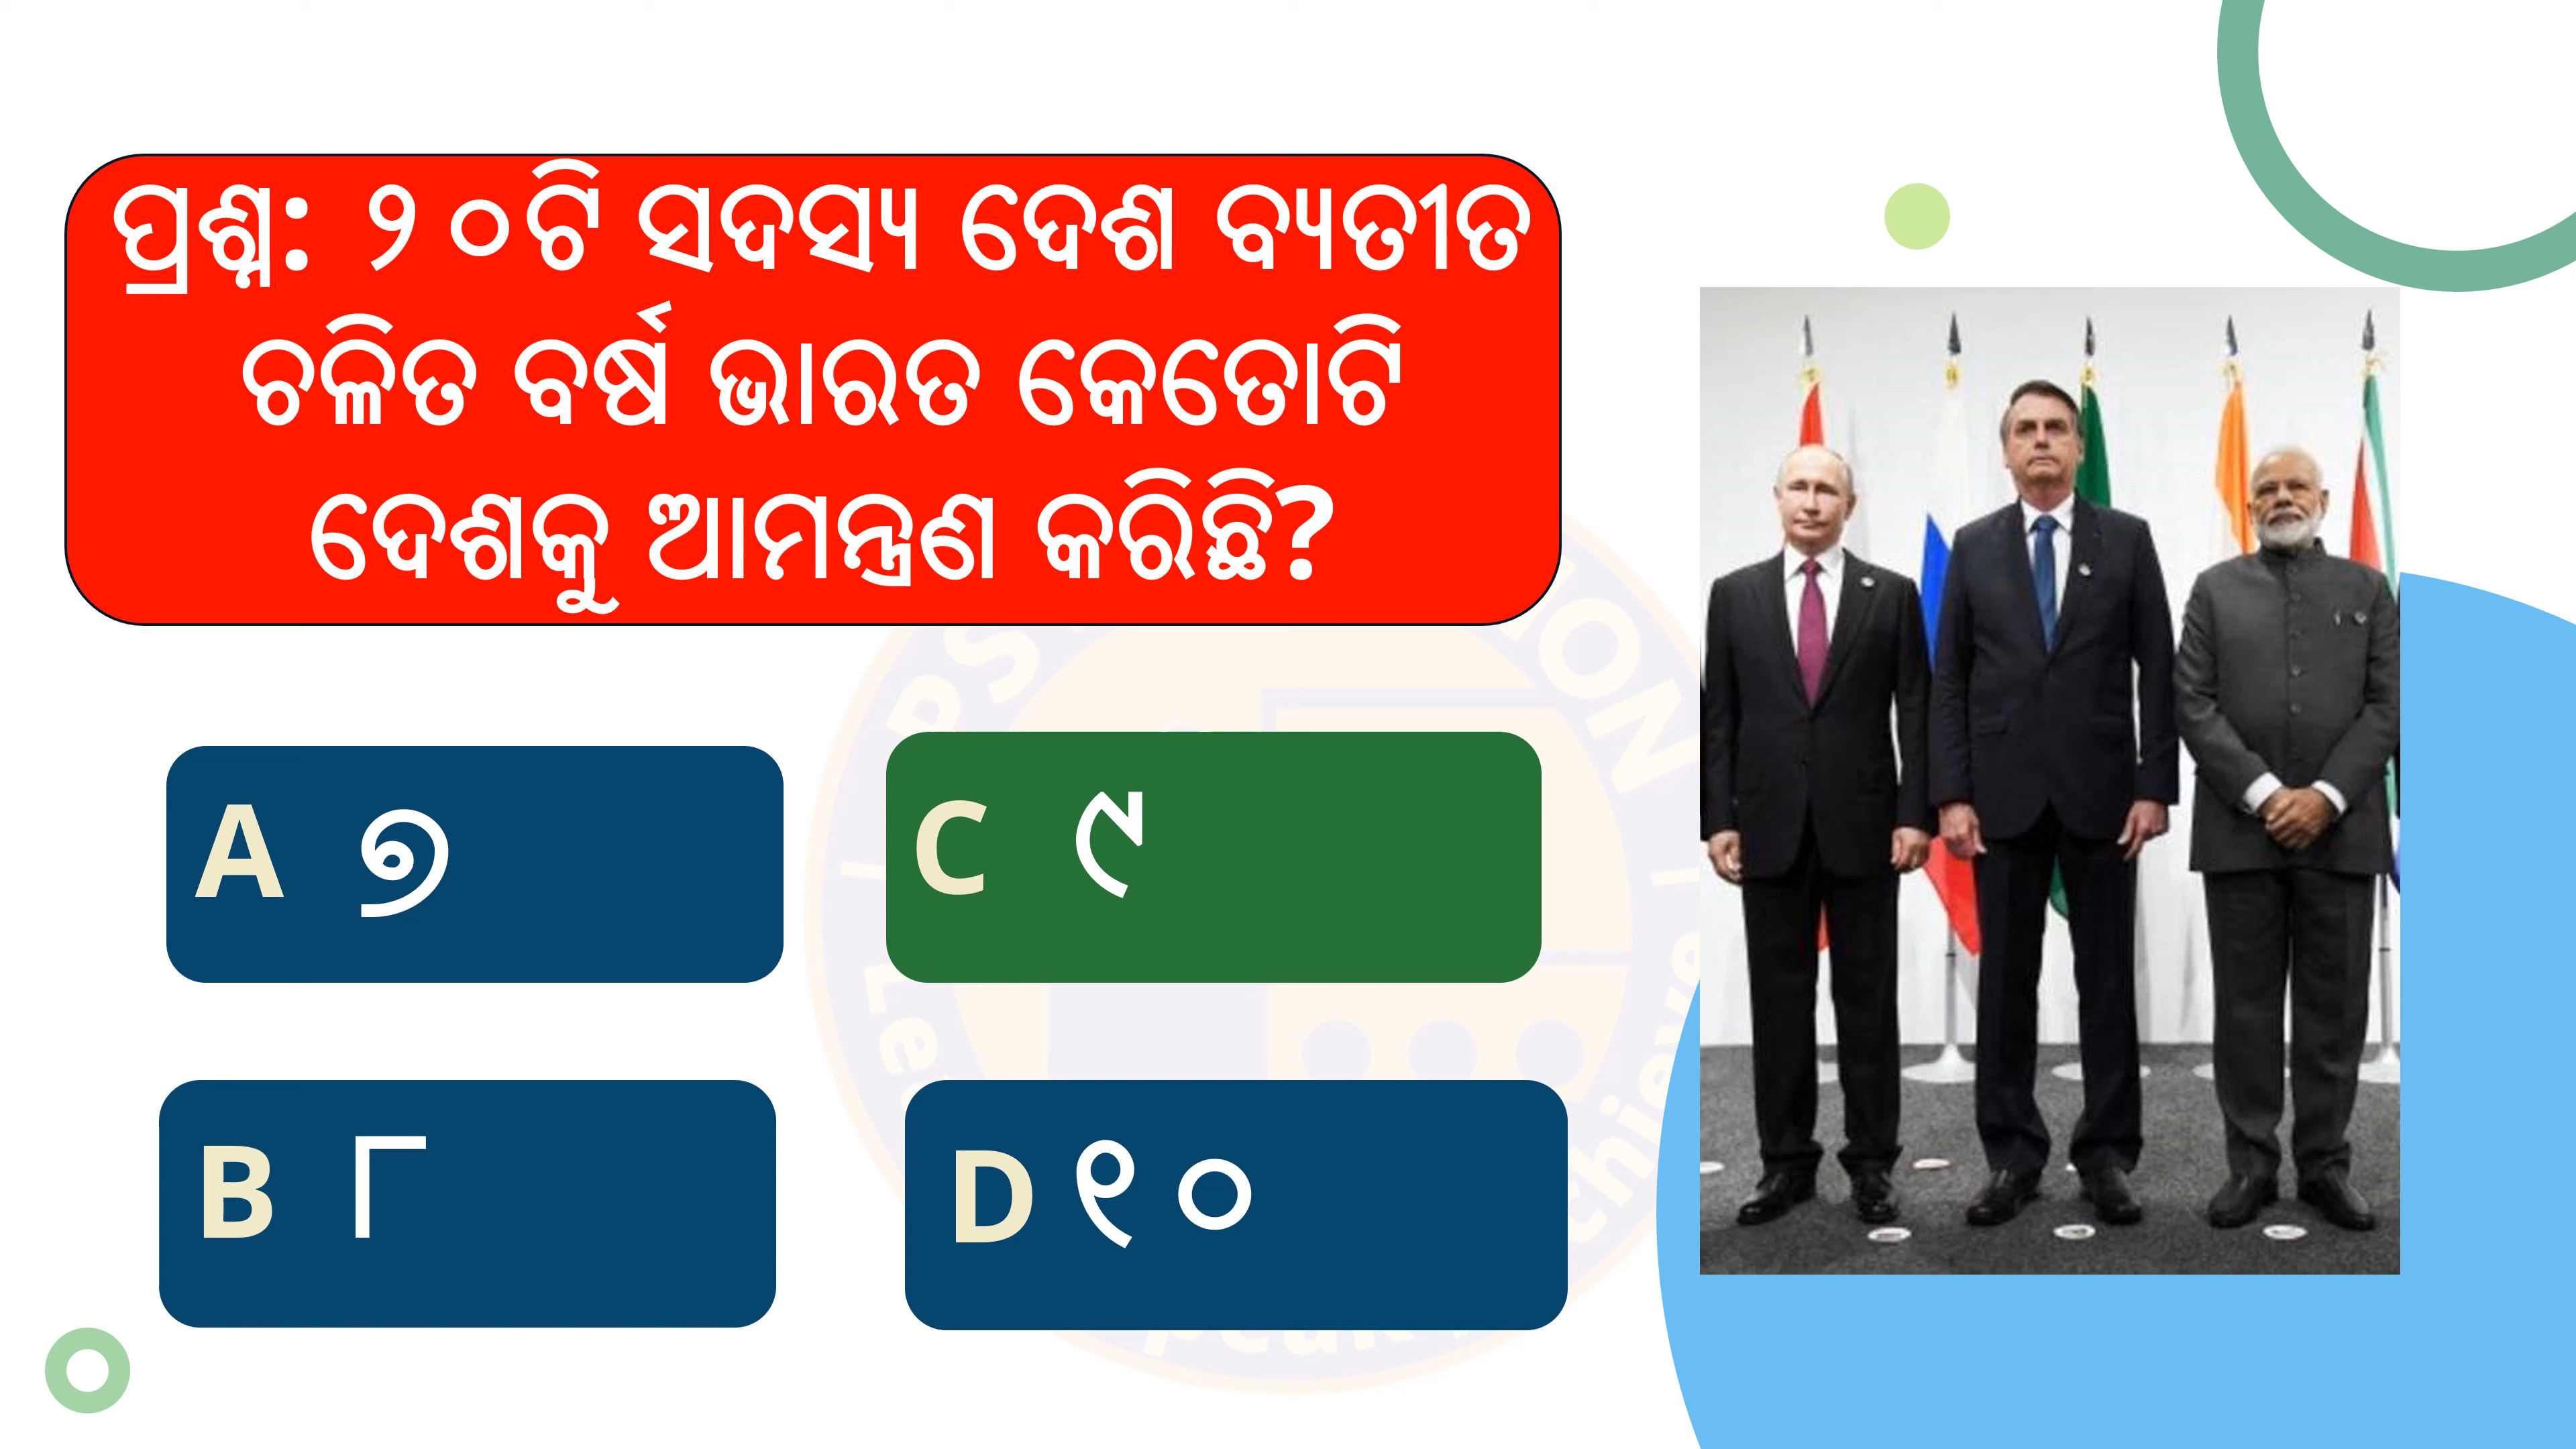 ପ୍ରଶ୍ନ: ୨୦ଟି ସଦସ୍ୟ ଦେଶ ବ୍ୟତୀତ
ଚଳିତ ବର୍ଷ ଭାରତ କେତୋଟି
ଦେଶକୁ ଆମନ୍ତ୍ରଣ କରିଛି?
A ୭
C ୯
B ୮
D ୧୦